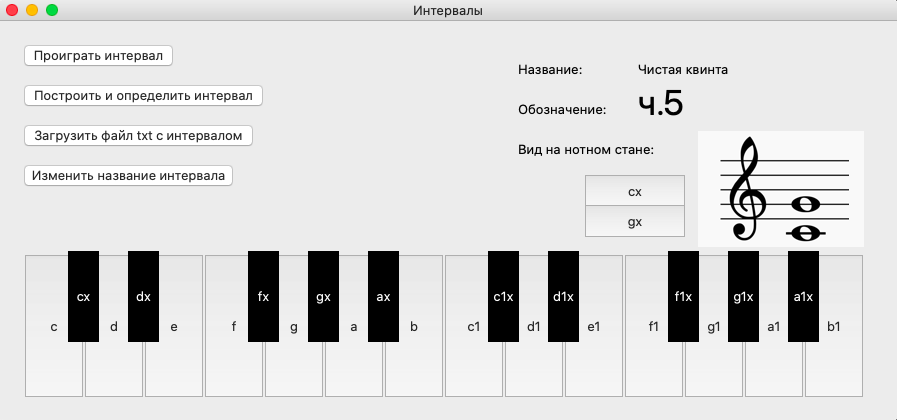 Интервалы
Проиграть интервал
Построить и определить интервал
Загрузить файл txt с интервалом
Изменить название интервала
Название: Чистая квинта
Обозначение: ч.5
Вид на нотном стане:
cx
gx
cx dx fx gx ax c1x d1x f1x g1x a1x
c d e f g a b c1 d1 e1 f1 g1 a1 b1